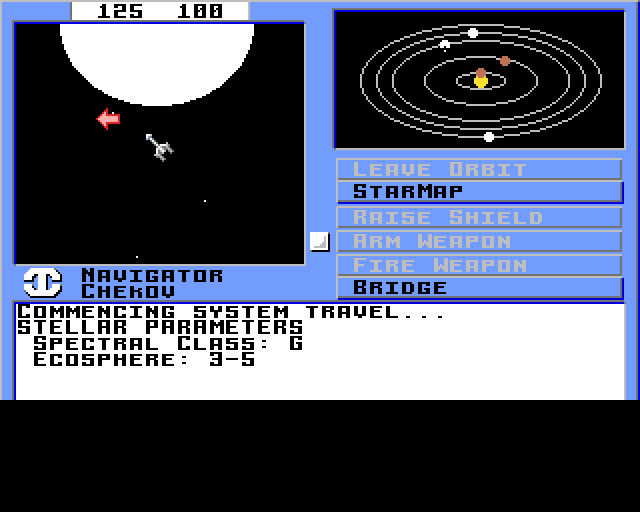 125 100
Leave Orbit
StarMap
Raise Shield
Arm Weapon
Fire Weapon
Bridge
Navigator
Chekov
Commencing System Travel...
Stellar Parameters
Spectral Class: G
Ecosphere: 3-5